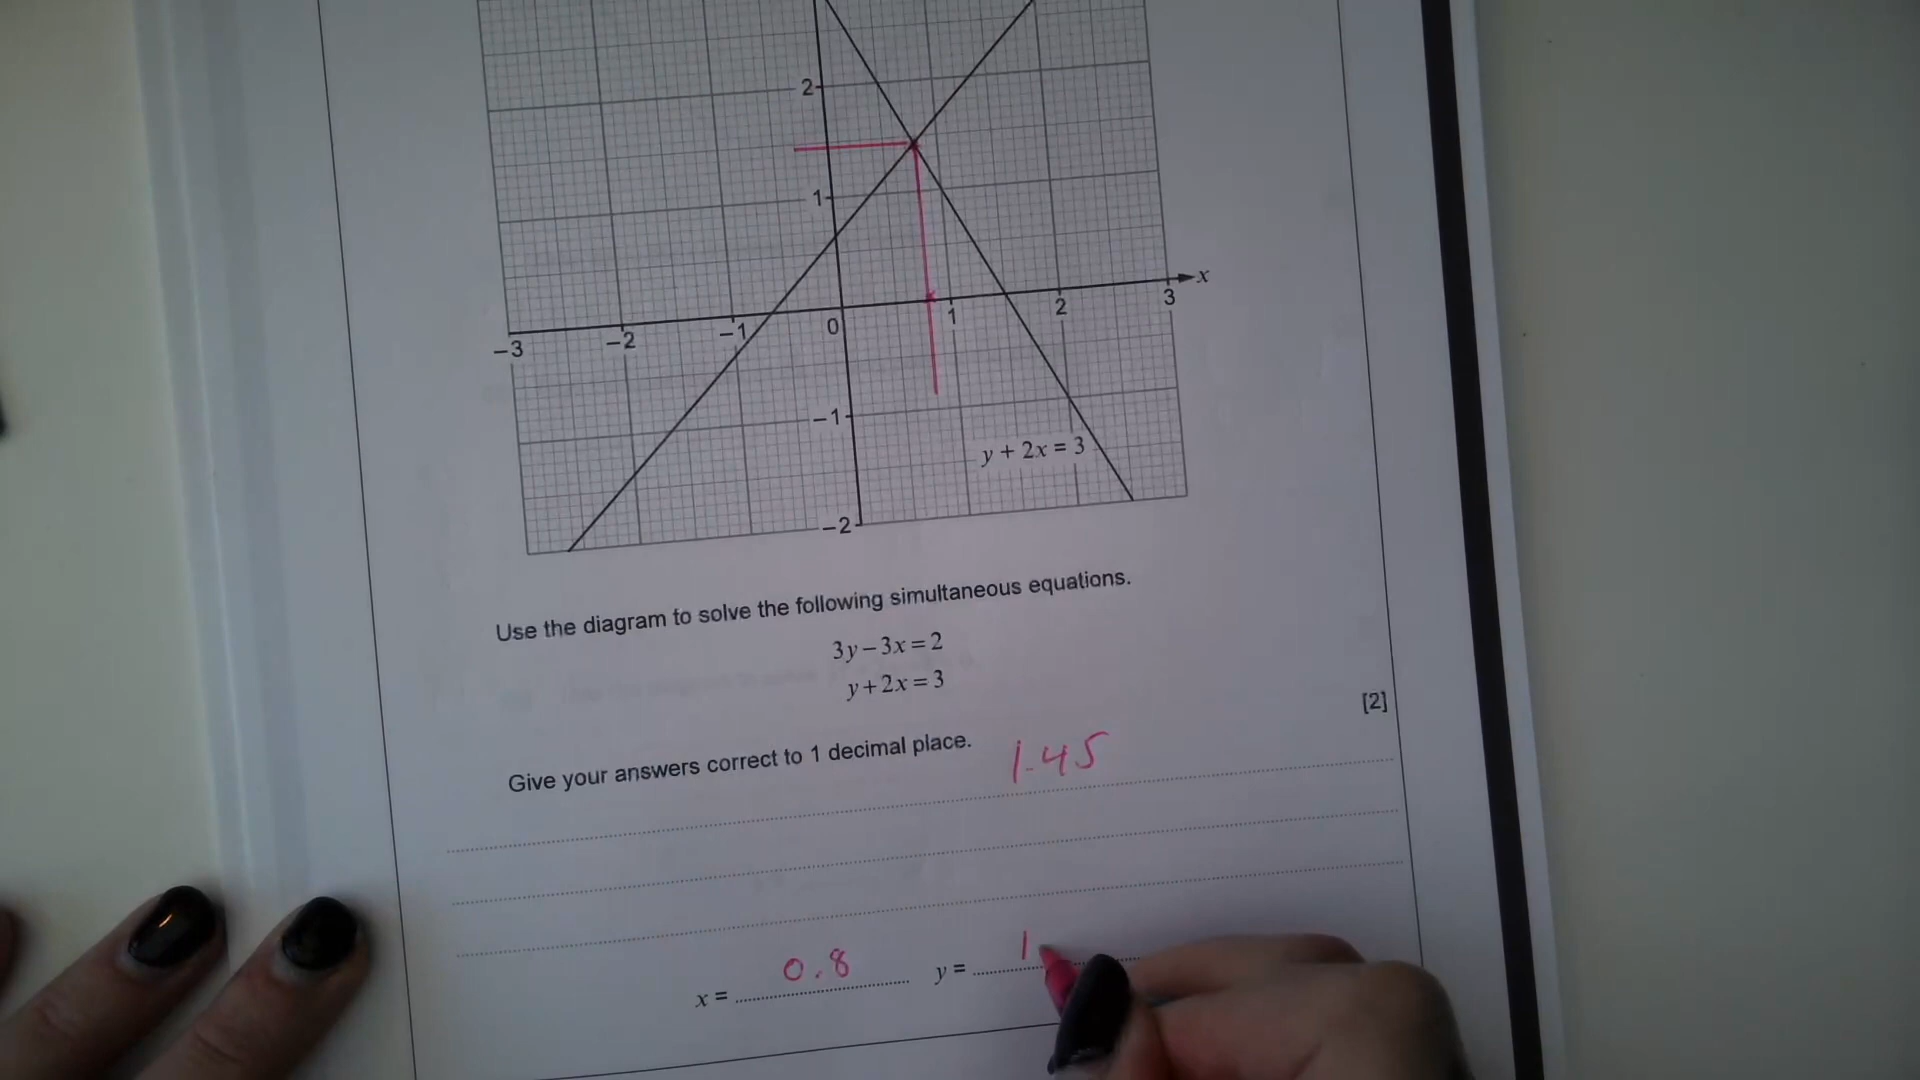 2
1
x
-3 -2 -1 0 1 2 3
-1
y + 2x = 3
-2
Use the diagram to solve the following simultaneous equations.
3y – 3x = 2
y + 2x = 3
[2]
Give your answers correct to 1 decimal place.
1.45
x = 0.8 y = 1.